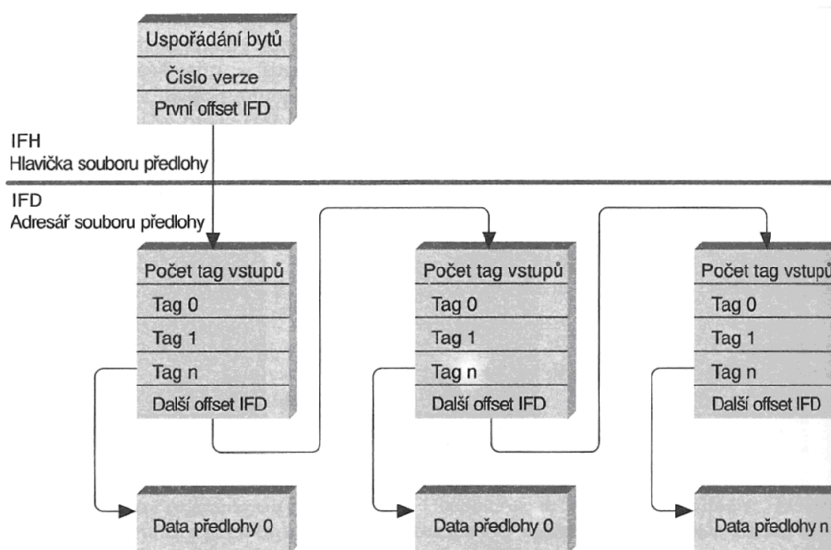 Uspořádání bytů
Číslo verze
První offset IFD
IFH
Hlavička souboru předlohy
IFD
Adresář souboru předlohy
Počet tag vstupů
Tag 0
Tag 1
Tag n
Další offset IFD
Data předlohy 0
Počet tag vstupů
Tag 0
Tag 1
Tag n
Další offset IFD
Data předlohy 0
Počet tag vstupů
Tag 0
Tag 1
Tag n
Další offset IFD
Data předlohy n